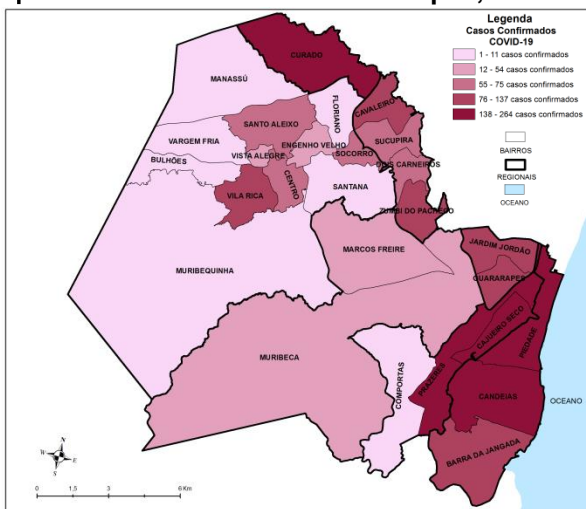 Legenda
Casos Confirmados
COVID-19
1 - 11 casos confirmados
12 - 54 casos confirmados
55 - 75 casos confirmados
76 - 137 casos confirmados
138 - 264 casos confirmados
BAIRROS
REGIONAIS
OCEANO
CURADO
MANASSÚ
FLORIANO
CAVALEIRO
SANTO ALEIXO
VARGEM FRIA
ENGENHO VELHO
SUCUPIRA
BULHÕES
VISTA ALEGRE
SOCORRO
DOIS CARNEIROS
VILA RICA
CENTRO
SANTANA
ZUMBI DO PACHECO
MARCOS FREIRE
JARDIM JORDÃO
MURIBEQUINHA
GUARARAPES
CAJUEIRO SECO
PIEDADE
MURIBECA
COMPORTAS
PRAZERES
CANDEIAS
OCEANO
BARRA DA JANGADA
N
W
E
S
0 1,5 3 6 Km